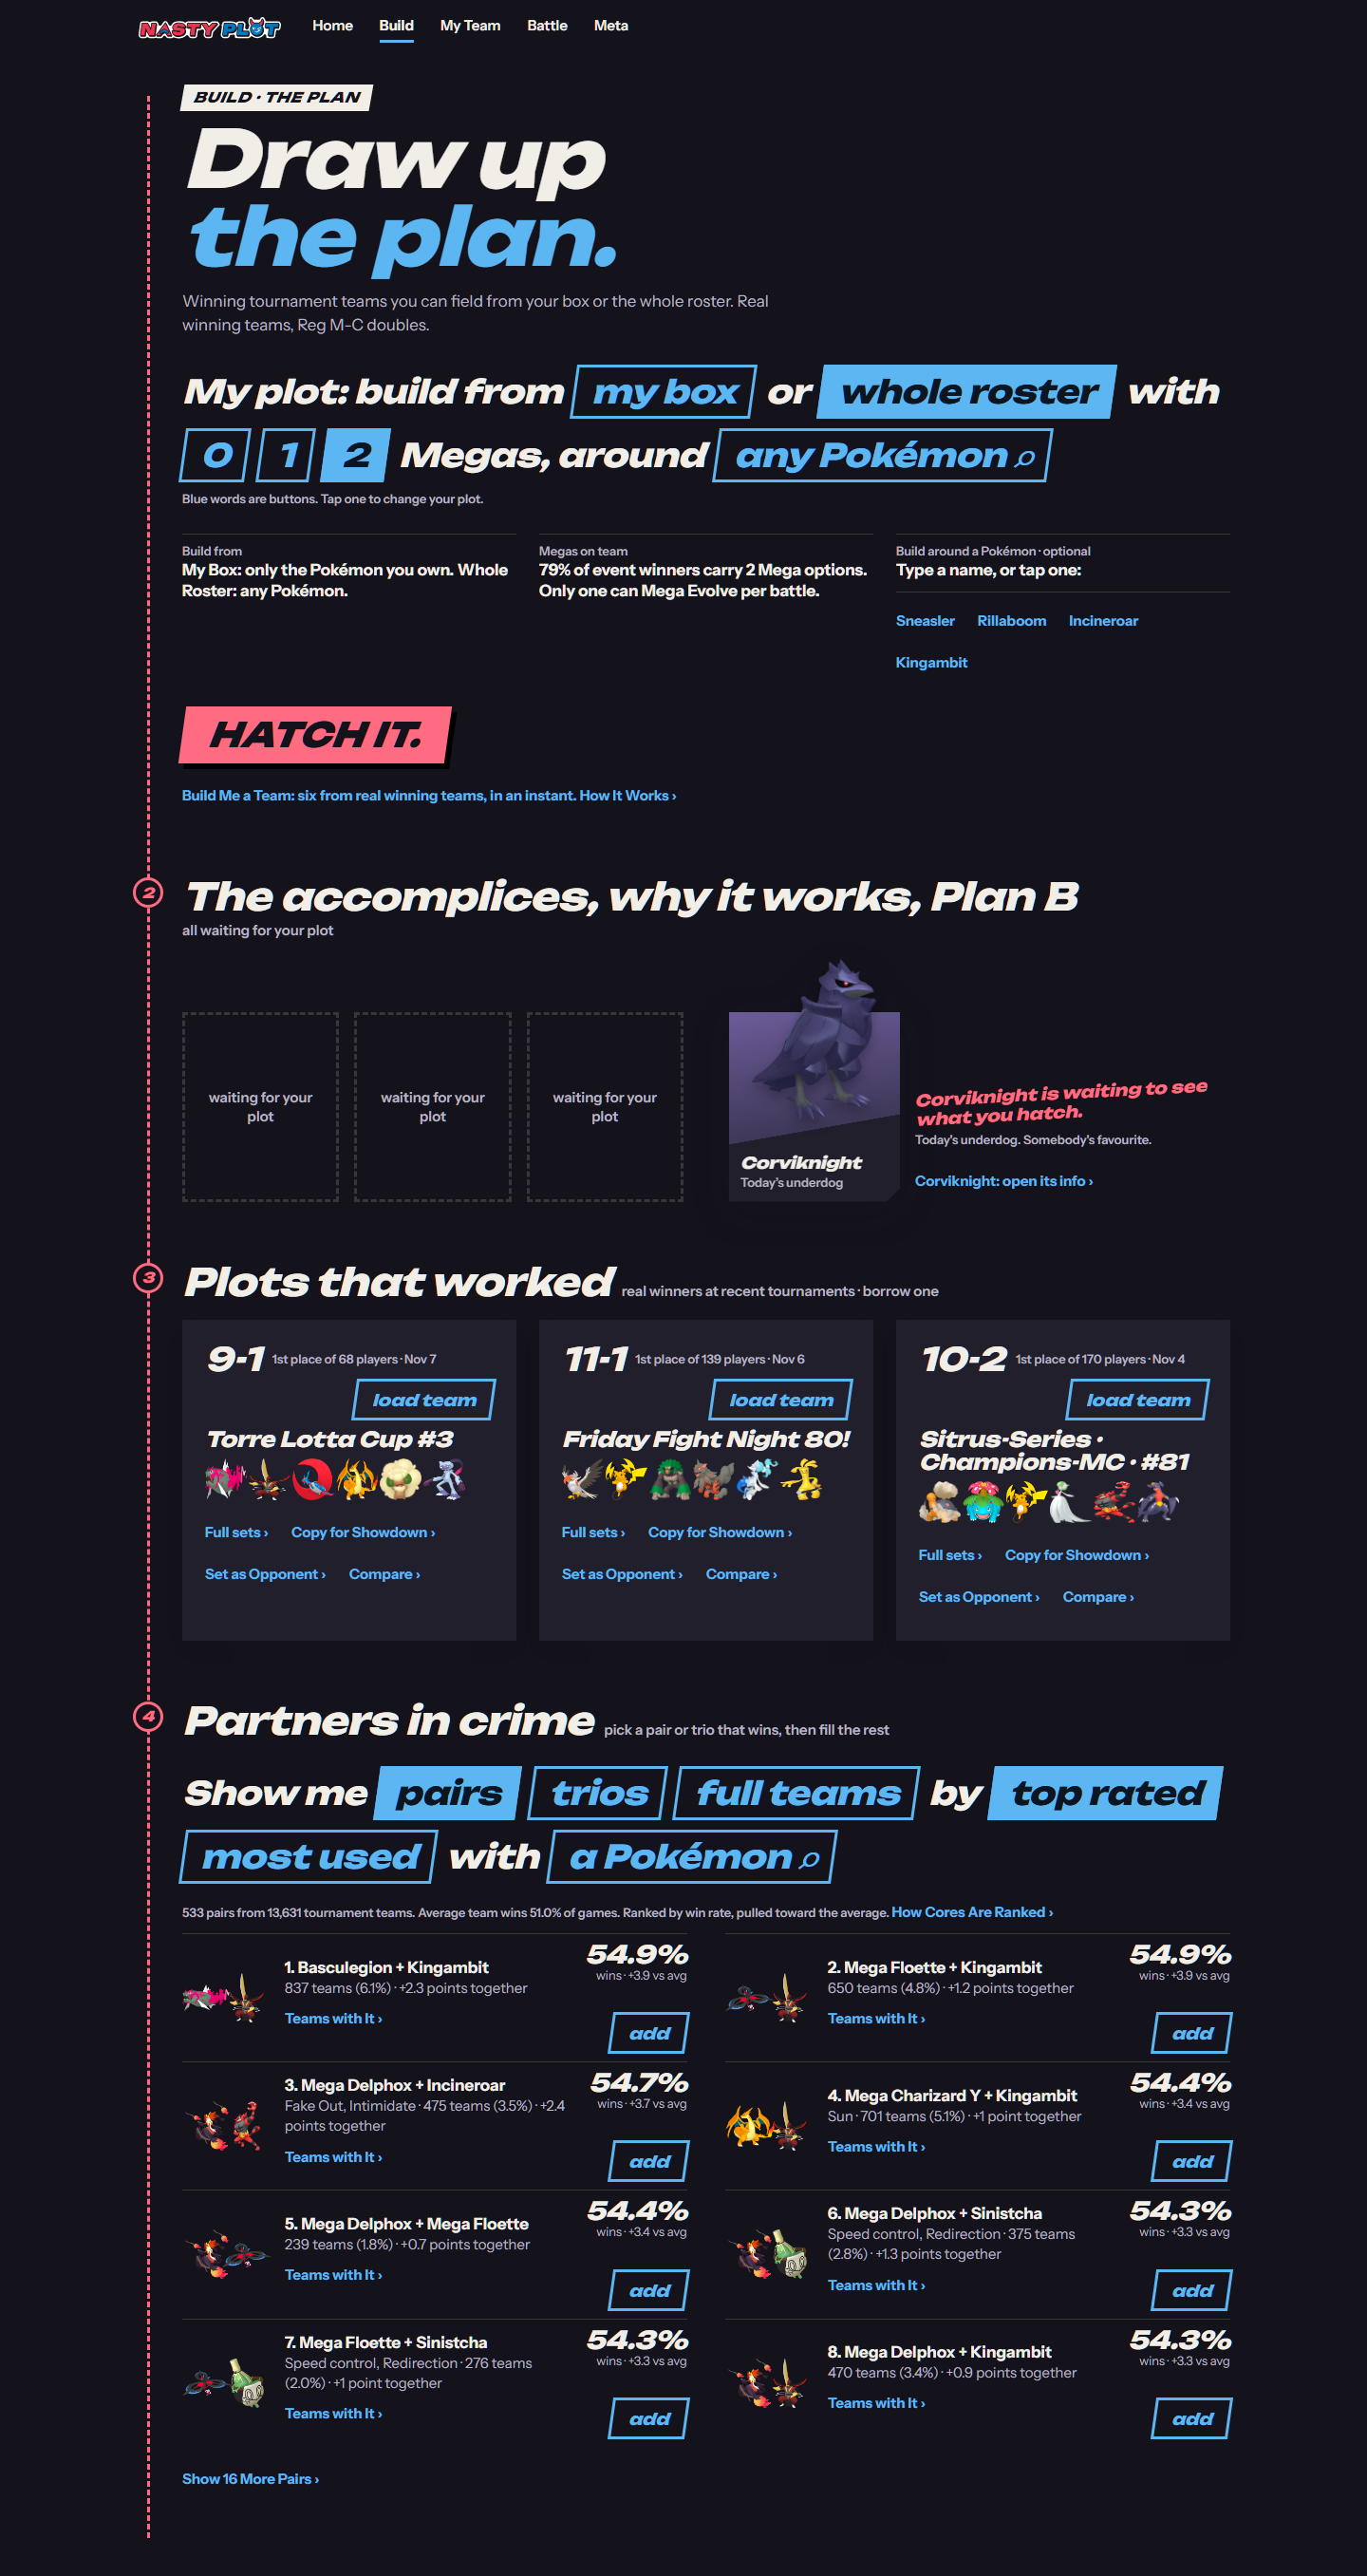 NASTY PLOT
Home
Build
My Team
Battle
Meta
BUILD · THE PLAN
Draw up
the plan.
Winning tournament teams you can field from your box or the whole roster. Real
winning teams, Reg M-C doubles.
My plot: build from my box or whole roster with
0 1 2 Megas, around any Pokémon
Blue words are buttons. Tap one to change your plot.
Build from
My Box: only the Pokémon you own. Whole
Roster: any Pokémon.
Megas on team
79% of event winners carry 2 Mega options.
Only one can Mega Evolve per battle.
Build around a Pokémon · optional
Type a name, or tap one:
Sneasler Rillaboom Incineroar
Kingambit
HATCH IT.
Build Me a Team: six from real winning teams, in an instant. How It Works ›
2
The accomplices, why it works, Plan B
all waiting for your plot
waiting for your
plot
waiting for your
plot
waiting for your
plot
Corviknight
Today's underdog
Corviknight is waiting to see
what you hatch.
Today's underdog. Somebody's favourite.
Corviknight: open its info ›
3
Plots that worked real winners at recent tournaments · borrow one
9-1 1st place of 68 players · Nov 7
load team
Torre Lotta Cup #3
Full sets › Copy for Showdown ›
Set as Opponent › Compare ›
11-1 1st place of 139 players · Nov 6
load team
Friday Fight Night 80!
Full sets › Copy for Showdown ›
Set as Opponent › Compare ›
10-2 1st place of 170 players · Nov 4
load team
Sitrus-Series ·
Champions-MC · #81
Full sets › Copy for Showdown ›
Set as Opponent › Compare ›
4
Partners in crime pick a pair or trio that wins, then fill the rest
Show me pairs trios full teams by top rated
most used with a Pokémon
533 pairs from 13,631 tournament teams. Average team wins 51.0% of games. Ranked by win rate, pulled toward the average. How Cores Are Ranked ›
1. Basculegion + Kingambit
837 teams (6.1%) · +2.3 points together
Teams with It ›
54.9%
wins · +3.9 vs avg
add
2. Mega Floette + Kingambit
650 teams (4.8%) · +1.2 points together
Teams with It ›
54.9%
wins · +3.9 vs avg
add
3. Mega Delphox + Incineroar
Fake Out, Intimidate · 475 teams (3.5%) · +2.4
points together
Teams with It ›
54.7%
wins · +3.7 vs avg
add
4. Mega Charizard Y + Kingambit
Sun · 701 teams (5.1%) · +1 point together
Teams with It ›
54.4%
wins · +3.4 vs avg
add
5. Mega Delphox + Mega Floette
239 teams (1.8%) · +0.7 points together
Teams with It ›
54.4%
wins · +3.4 vs avg
add
6. Mega Delphox + Sinistcha
Speed control, Redirection · 375 teams
(2.8%) · +1.3 points together
Teams with It ›
54.3%
wins · +3.3 vs avg
add
7. Mega Floette + Sinistcha
Speed control, Redirection · 276 teams
(2.0%) · +1 point together
Teams with It ›
54.3%
wins · +3.3 vs avg
add
8. Mega Delphox + Kingambit
470 teams (3.4%) · +0.9 points together
Teams with It ›
54.3%
wins · +3.3 vs avg
add
Show 16 More Pairs ›